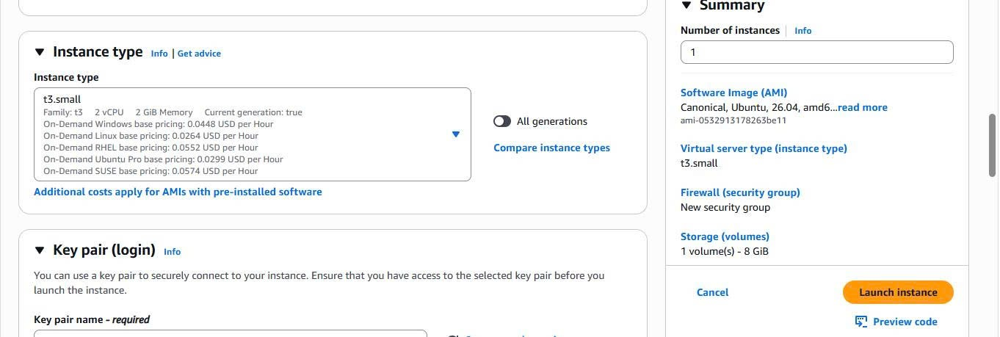 Instance type Info | Get advice
Instance type
t3.small
Family: t3 2 vCPU 2 GiB Memory Current generation: true
On-Demand Windows base pricing: 0.0448 USD per Hour
On-Demand Linux base pricing: 0.0264 USD per Hour
On-Demand RHEL base pricing: 0.0552 USD per Hour
On-Demand Ubuntu Pro base pricing: 0.0299 USD per Hour
On-Demand SUSE base pricing: 0.0574 USD per Hour
All generations
Compare instance types
Additional costs apply for AMIs with pre-installed software
Key pair (login) Info
You can use a key pair to securely connect to your instance. Ensure that you have access to the selected key pair before you
launch the instance.
Key pair name - required
Summary
Number of instances Info
1
Software Image (AMI)
Canonical, Ubuntu, 26.04, amd6...read more
ami-0532913178263be11
Virtual server type (instance type)
t3.small
Firewall (security group)
New security group
Storage (volumes)
1 volume(s) - 8 GiB
Cancel
Launch instance
Preview code